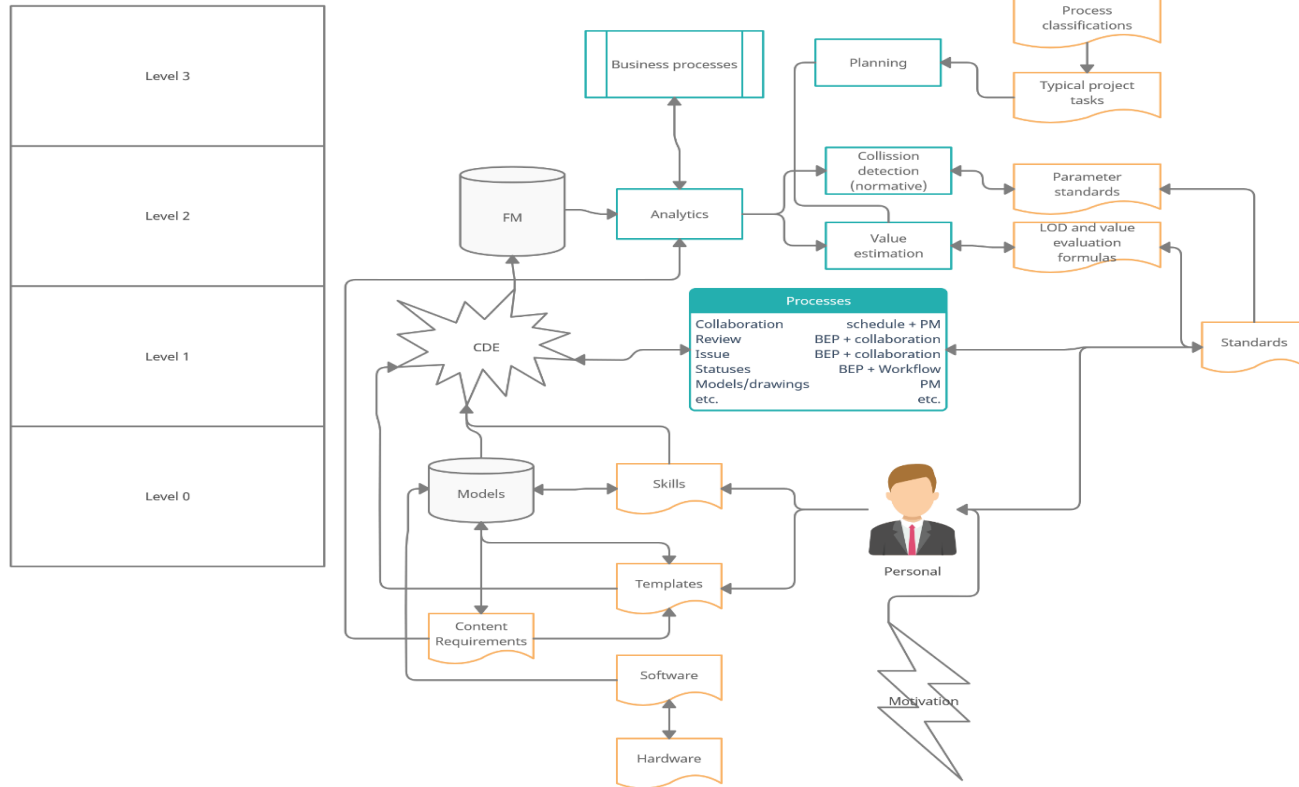 Level 3
Level 2
Level 1
Level 0
Business processes
Planning
Process
classifications
Typical project
tasks
FM
Analytics
Collission
detection
(normative)
Parameter
standards
Value
estimation
LOD and value
evaluation
formulas
CDE
Processes
Collaboration schedule + PM
Review BEP + collaboration
Issue BEP + collaboration
Statuses BEP + Workflow
Models/drawings PM
etc. etc.
Standards
Models
Skills
Personal
Templates
Content
Requirements
Software
Motivation
Hardware